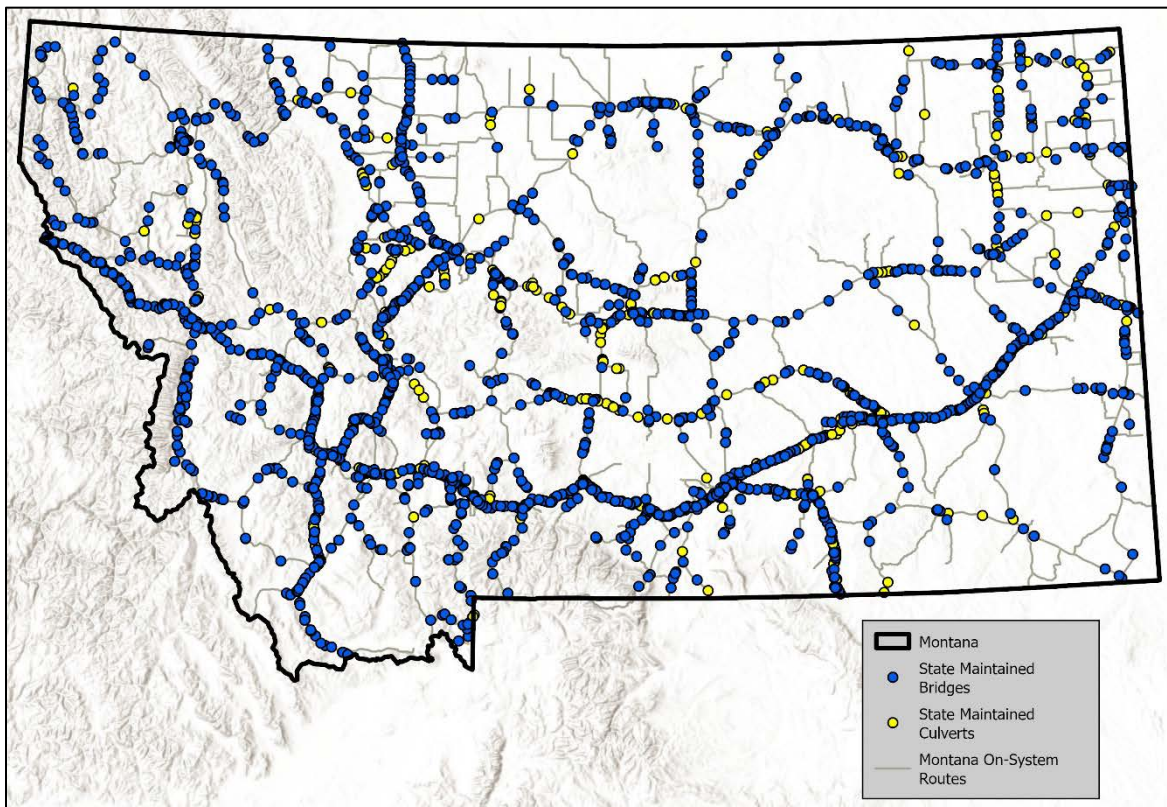 Montana
State Maintained
Bridges
State Maintained
Culverts
Montana On-System
Routes